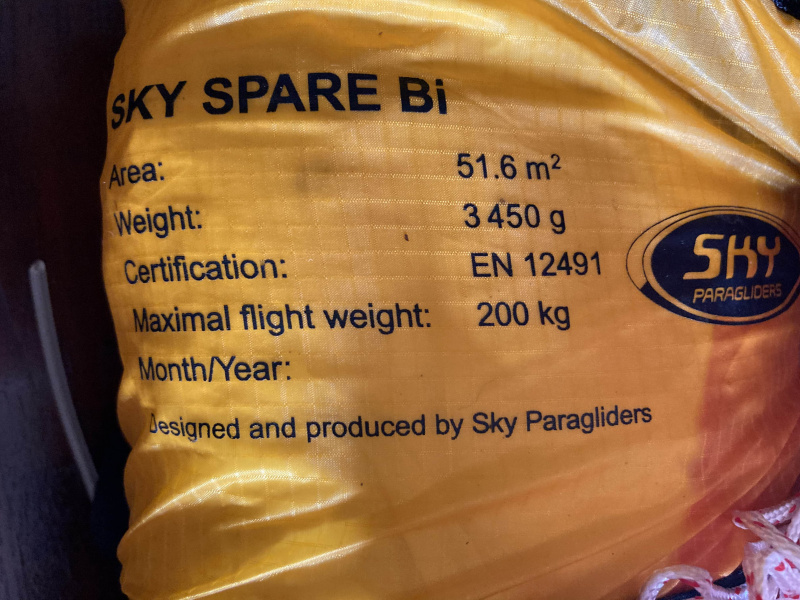 SKY SPARE Bi
Area: 51.6 m²
Weight: 3 450 g
Certification: EN 12491
Maximal flight weight: 200 kg
Month/Year:
Designed and produced by Sky Paragliders
SKY
PARAGLIDERS